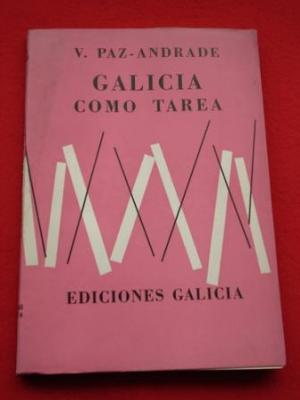 V. PAZ-ANDRADE
GALICIA
COMO TAREA
EDICIONES GALICIA